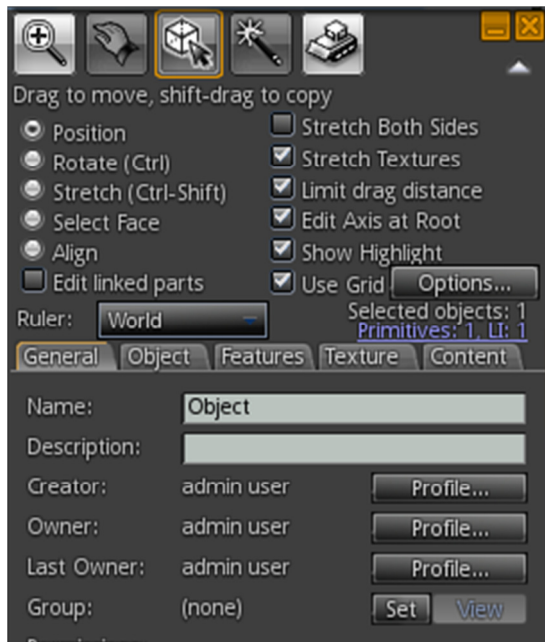 Drag to move, shift-drag to copy
Position
Rotate (Ctrl)
Stretch (Ctrl-Shift)
Select Face
Align
Edit linked parts
Stretch Both Sides
Stretch Textures
Limit drag distance
Edit Axis at Root
Show Highlight
Use Grid Options...
Ruler: World
Selected objects: 1
Primitives: 1, LI: 1
General Object Features Texture Content
Name: Object
Description:
Creator: admin user Profile...
Owner: admin user Profile...
Last Owner: admin user Profile...
Group: (none) Set View